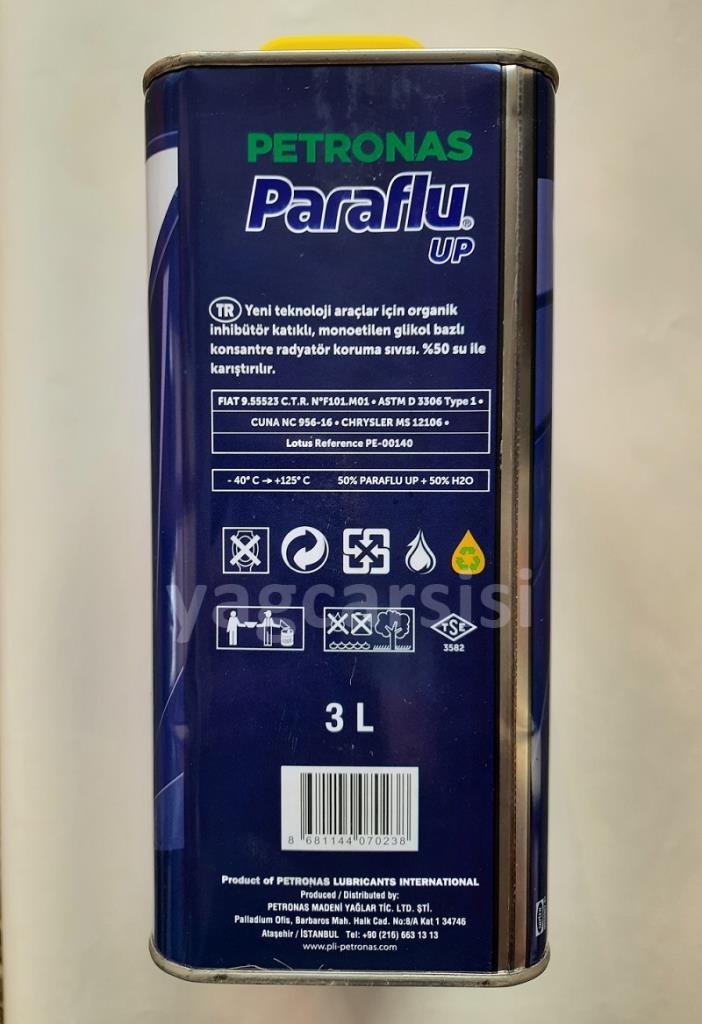 PETRONAS
Paraflu®
UP
TR Yeni teknoloji araçlar için organik
inhibütör katıklı, monoetilen glikol bazlı
konsantre radyatör koruma sıvısı. %50 su ile
karıştırılır.
FIAT 9.55523 C.T.R. N°F101.M01 • ASTM D 3306 Type 1 •
CUNA NC 956-16 • CHRYSLER MS 12106 •
Lotus Reference PE-00140
- 40° C → +125° C 50% PARAFLU UP + 50% H2O
yagcarsisi
TSE
3582
3 L
8 681144 070238
Product of PETRONAS LUBRICANTS INTERNATIONAL
Produced / Distributed by:
PETRONAS MADENİ YAĞLAR TİC. LTD. ŞTİ.
Palladium Ofis, Barbaros Mah. Halk Cad. No:8/A Kat 1 34746
Ataşehir / İSTANBUL Tel: +90 (216) 663 13 13
www.pli-petronas.com